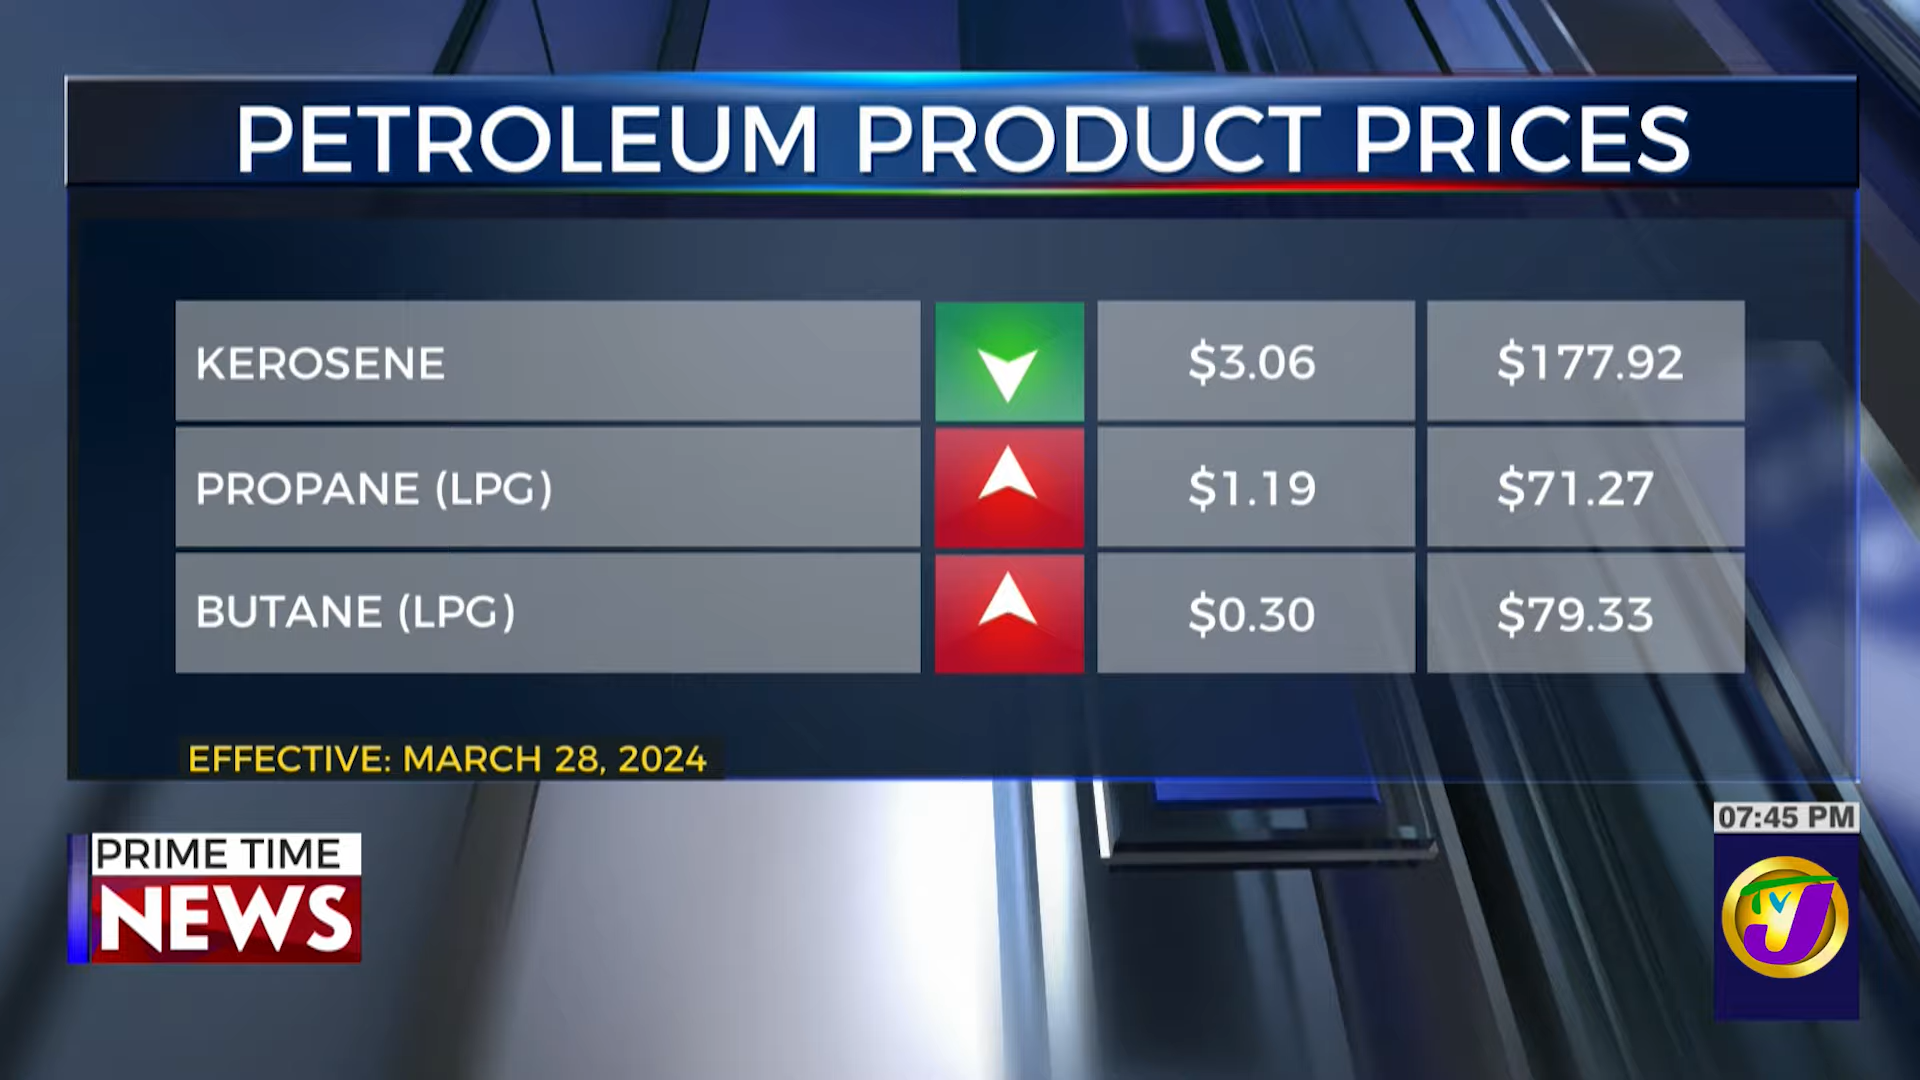 PETROLEUM PRODUCT PRICES
KEROSENE $3.06 $177.92
PROPANE (LPG) $1.19 $71.27
BUTANE (LPG) $0.30 $79.33
EFFECTIVE: MARCH 28, 2024
07:45 PM
PRIME TIME
NEWS
TVJ